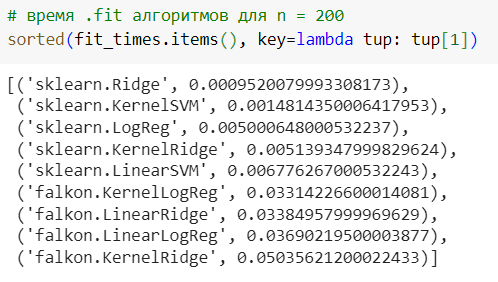 # время .fit алгоритмов для n = 200
sorted(fit_times.items(), key=lambda tup: tup[1])
[('sklearn.Ridge', 0.0009520079993308173),
('sklearn.KernelSVM', 0.0014814350006417953),
('sklearn.LogReg', 0.005000648000532237),
('sklearn.KernelRidge', 0.005139347999829624),
('sklearn.LinearSVM', 0.006776267000532243),
('falkon.KernelLogReg', 0.03314226600014081),
('falkon.LinearRidge', 0.03384957999969629),
('falkon.LinearLogReg', 0.03690219500003877),
('falkon.KernelRidge', 0.05035621200022433)]